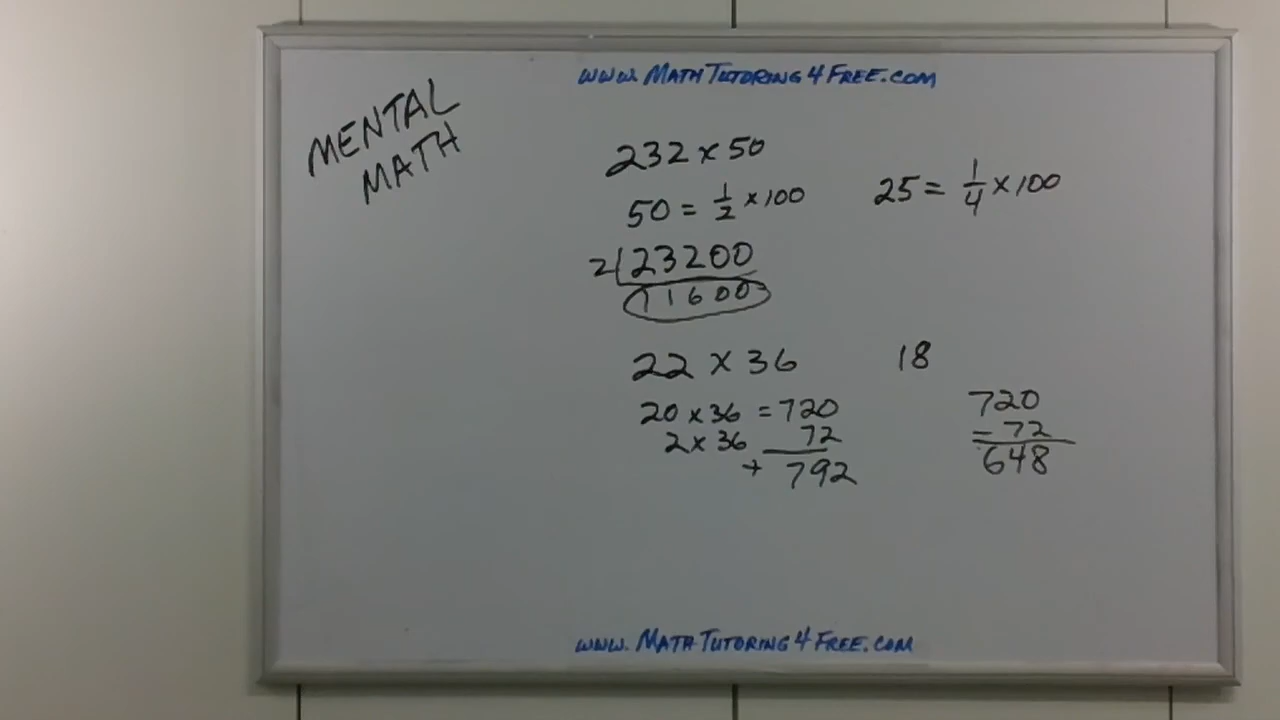 www.MathTutoring4Free.com
MENTAL
MATH
232 x 50
50 = 1/2 x 100
25 = 1/4 x 100
2 23200
11600
22 x 36
18
20 x 36 = 720
2 x 36 72
+ 792
720
- 72
648
www.MathTutoring4Free.com